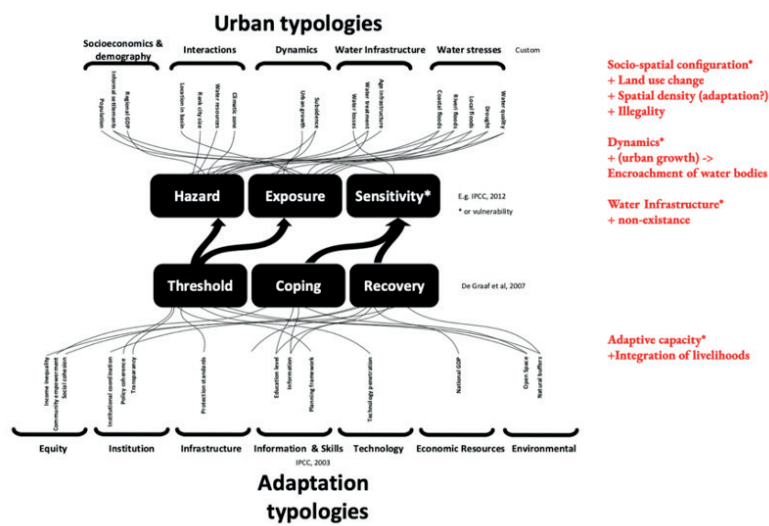 Urban typologies
Socioeconomics &
demography
Interactions
Dynamics
Water Infrastructure
Water stresses
Custom
Population
Informal settlements
Regional GDP
Location in basin
Rank city size
Water resources
Climatic zone
Urban growth
Subsidence
Water losses
Water treatment
Age infrastructure
Coastal floods
Riveri floods
Local floods
Drought
Water quality
Hazard
Exposure
Sensitivity*
E.g. IPCC, 2012
* or vulnerability
Threshold
Coping
Recovery
De Graaf et al, 2007
Income inequality
Community empowerment
Social cohesion
Institutional coordination
Policy coherence
Transparency
Protection standards
Education level
Information
Planning framework
Technology penetration
National GDP
Open Space
Natural buffers
Equity
Institution
Infrastructure
Information & Skills
Technology
Economic Resources
Environmental
IPCC, 2003
Adaptation
typologies
Socio-spatial configuration*
+ Land use change
+ Spatial density (adaptation?)
+ Illegality
Dynamics*
+ (urban growth) ->
Encroachment of water bodies
Water Infrastructure*
+ non-existance
Adaptive capacity*
+Integration of livelihoods